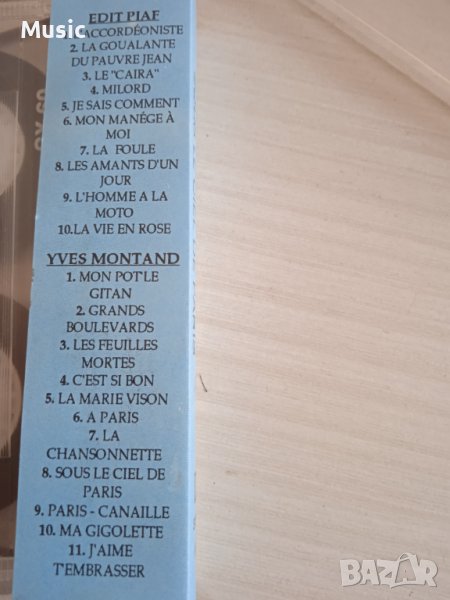 Music
EDIT PIAF
ACCORDÉONISTE
2. LA GOUALANTE
DU PAUVRE JEAN
3. LE "CAIRA"
4. MILORD
5. JE SAIS COMMENT
6. MON MANÉGE À
MOI
7. LA FOULE
8. LES AMANTS D'UN
JOUR
9. L'HOMME A LA
MOTO
10.LA VIE EN ROSE
YVES MONTAND
1. MON POT'LE
GITAN
2. GRANDS
BOULEVARDS
3. LES FEUILLES
MORTES
4. C'EST SI BON
5. LA MARIE VISON
6. A PARIS
7. LA
CHANSONNETTE
8. SOUS LE CIEL DE
PARIS
9. PARIS - CANAILLE
10. MA GIGOLETTE
11. J'AIME
T'EMBRASSER
BAZAR